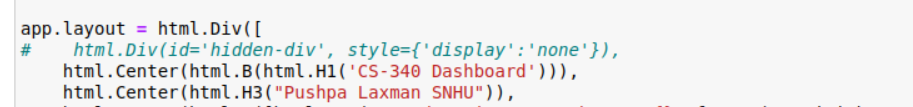 app.layout = html.Div([
#    html.Div(id='hidden-div', style={'display':'none'}),
    html.Center(html.B(html.H1('CS-340 Dashboard'))),
    html.Center(html.H3("Pushpa Laxman SNHU")),